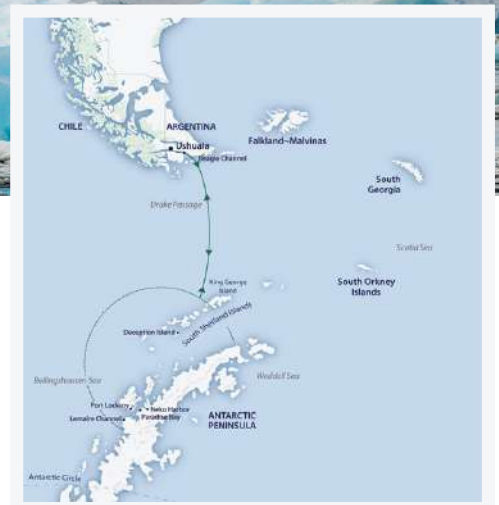 CHILE
ARGENTINA
Ushuaia
Beagle Channel
Falkland-Malvinas
South
Georgia
Drake Passage
Scotia Sea
King George
Island
South Orkney
Islands
South Shetland Islands
Deception Island
Bellingshausen Sea
Weddell Sea
Port Lockroy
Neko Harbor
Lemaire Channel
Paradise Bay
ANTARCTIC
PENINSULA
Antarctic Circle